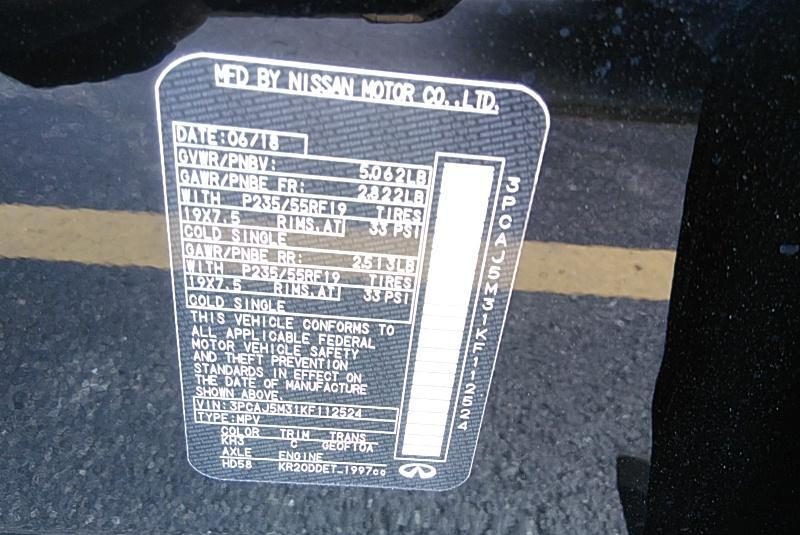 MFD BY NISSAN MOTOR CO.,LTD.
DATE:06/18
GVWR/PNBV: 5,062LB
GAWR/PNBE FR: 2,822LB
WITH P235/55RF19 TIRES
19X7.5 RIMS.AT 33 PSI
COLD SINGLE
GAWR/PNBE RR: 2,513LB
WITH P235/55RF19 TIRES
19X7.5 RIMS.AT 33 PSI
COLD SINGLE
THIS VEHICLE CONFORMS TO
ALL APPLICABLE FEDERAL
MOTOR VEHICLE SAFETY
AND THEFT PREVENTION
STANDARDS IN EFFECT ON
THE DATE OF MANUFACTURE
SHOWN ABOVE.
VIN:3PCAJ5M31KF112524
TYPE:MPV
COLOR TRIM TRANS
KH3 C GE0F10A
AXLE ENGINE
HD58 KR20DDET_1997cc
3PCAJ5M31KF112524